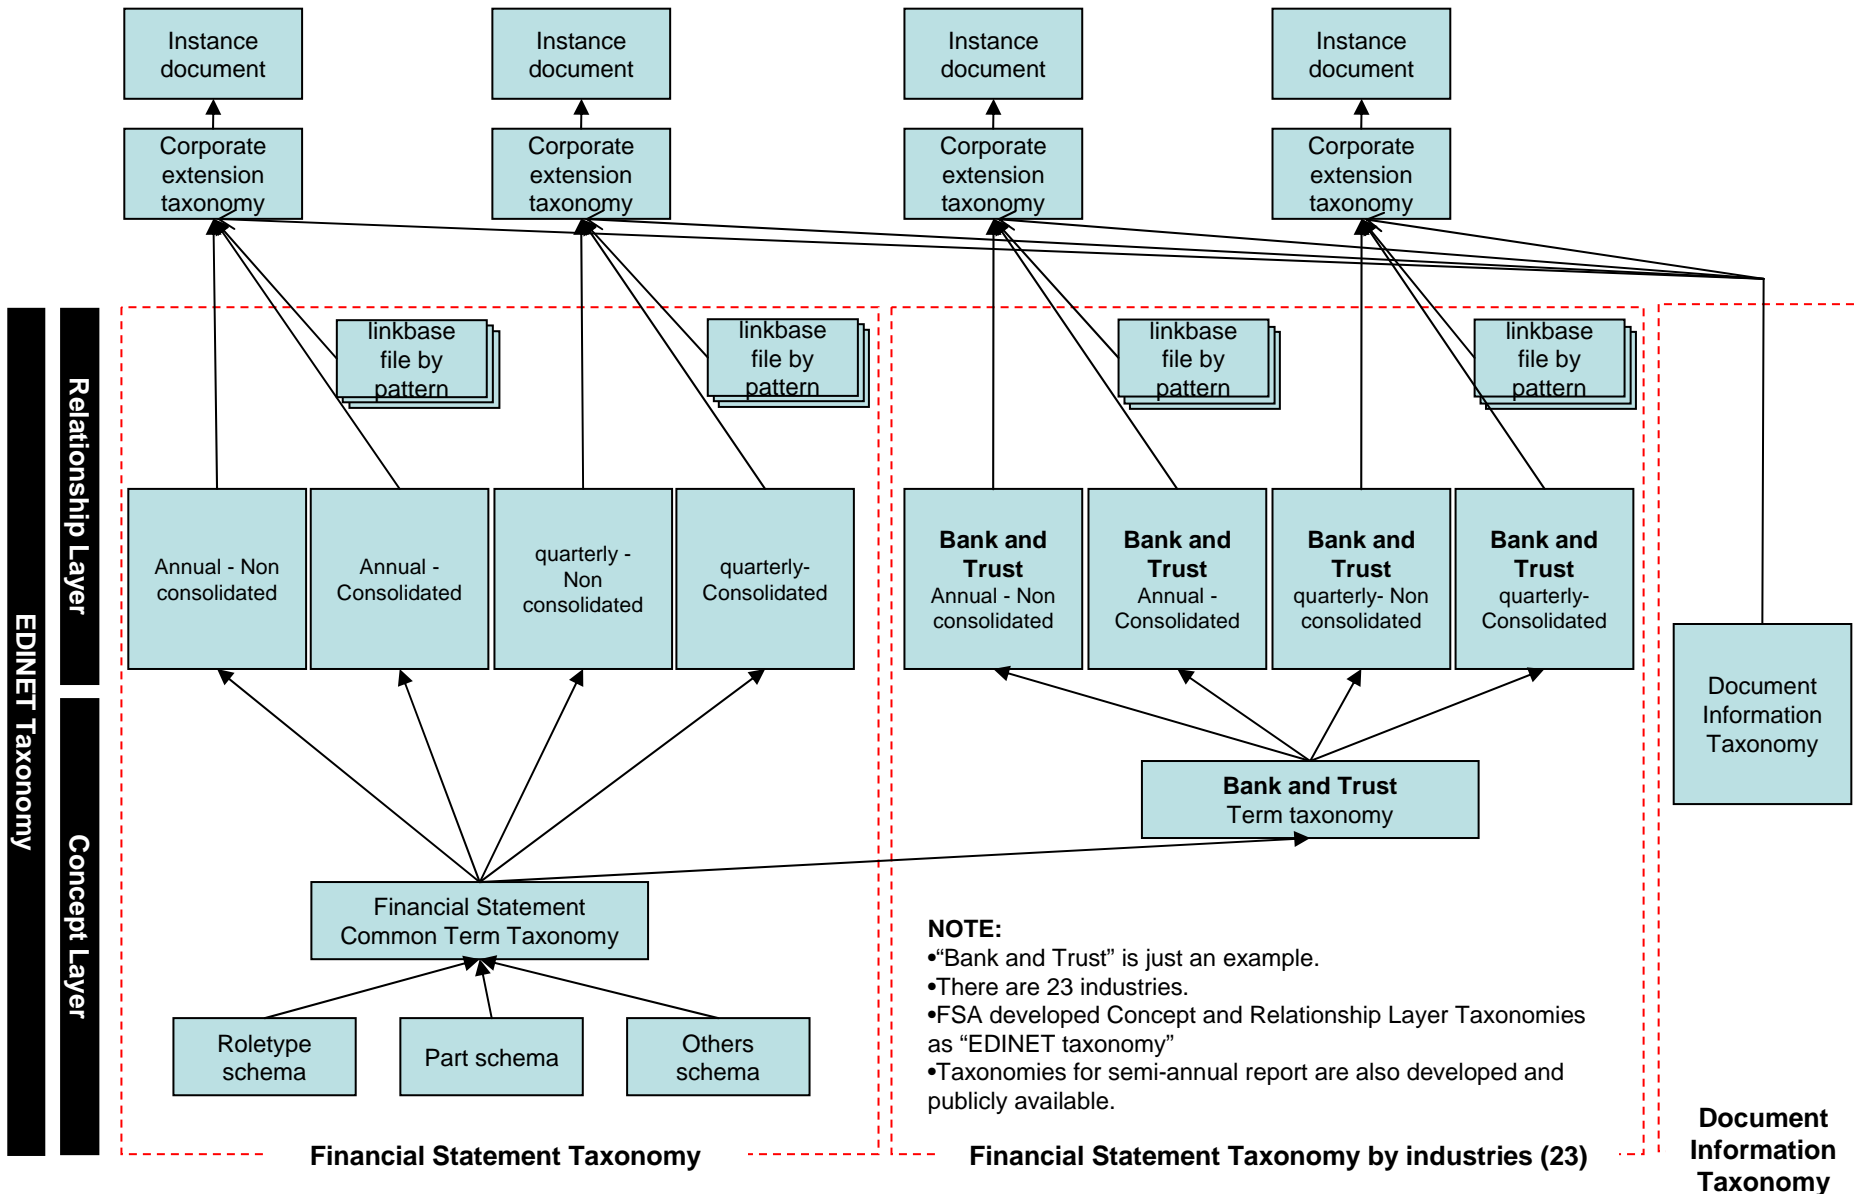 Instance
document
Instance
document
Instance
document
Instance
document
Corporate
extension
taxonomy
Corporate
extension
taxonomy
Corporate
extension
taxonomy
Corporate
extension
taxonomy
EDINET Taxonomy
Relationship Layer
Concept Layer
linkbase
file by
pattern
linkbase
file by
pattern
linkbase
file by
pattern
linkbase
file by
pattern
Annual - Non
consolidated
Annual -
Consolidated
quarterly -
Non
consolidated
quarterly-
Consolidated
Bank and
Trust
Annual - Non
consolidated
Bank and
Trust
Annual -
Consolidated
Bank and
Trust
quarterly- Non
consolidated
Bank and
Trust
quarterly-
Consolidated
Document
Information
Taxonomy
Bank and Trust
Term taxonomy
Financial Statement
Common Term Taxonomy
Roletype
schema
Part schema
Others
schema
NOTE:
•“Bank and Trust” is just an example.
•There are 23 industries.
•FSA developed Concept and Relationship Layer Taxonomies
as “EDINET taxonomy”
•Taxonomies for semi-annual report are also developed and
publicly available.
Financial Statement Taxonomy
Financial Statement Taxonomy by industries (23)
Document
Information
Taxonomy